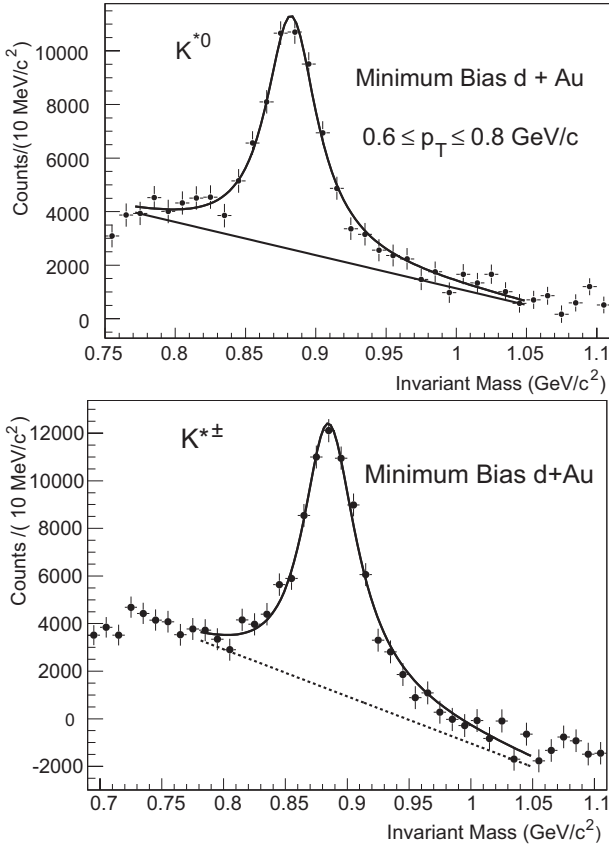 K*0
Minimum Bias d + Au
0.6 ≤ pT ≤ 0.8 GeV/c
Counts/(10 MeV/c2)
10000
8000
6000
4000
2000
0
0.75 0.8 0.85 0.9 0.95 1 1.05 1.1
Invariant Mass (GeV/c2)
K*±
Minimum Bias d+Au
Counts /( 10 MeV/c2 )
12000
10000
8000
6000
4000
2000
0
-2000
0.7 0.75 0.8 0.85 0.9 0.95 1 1.05 1.1
Invariant Mass (GeV/c2)